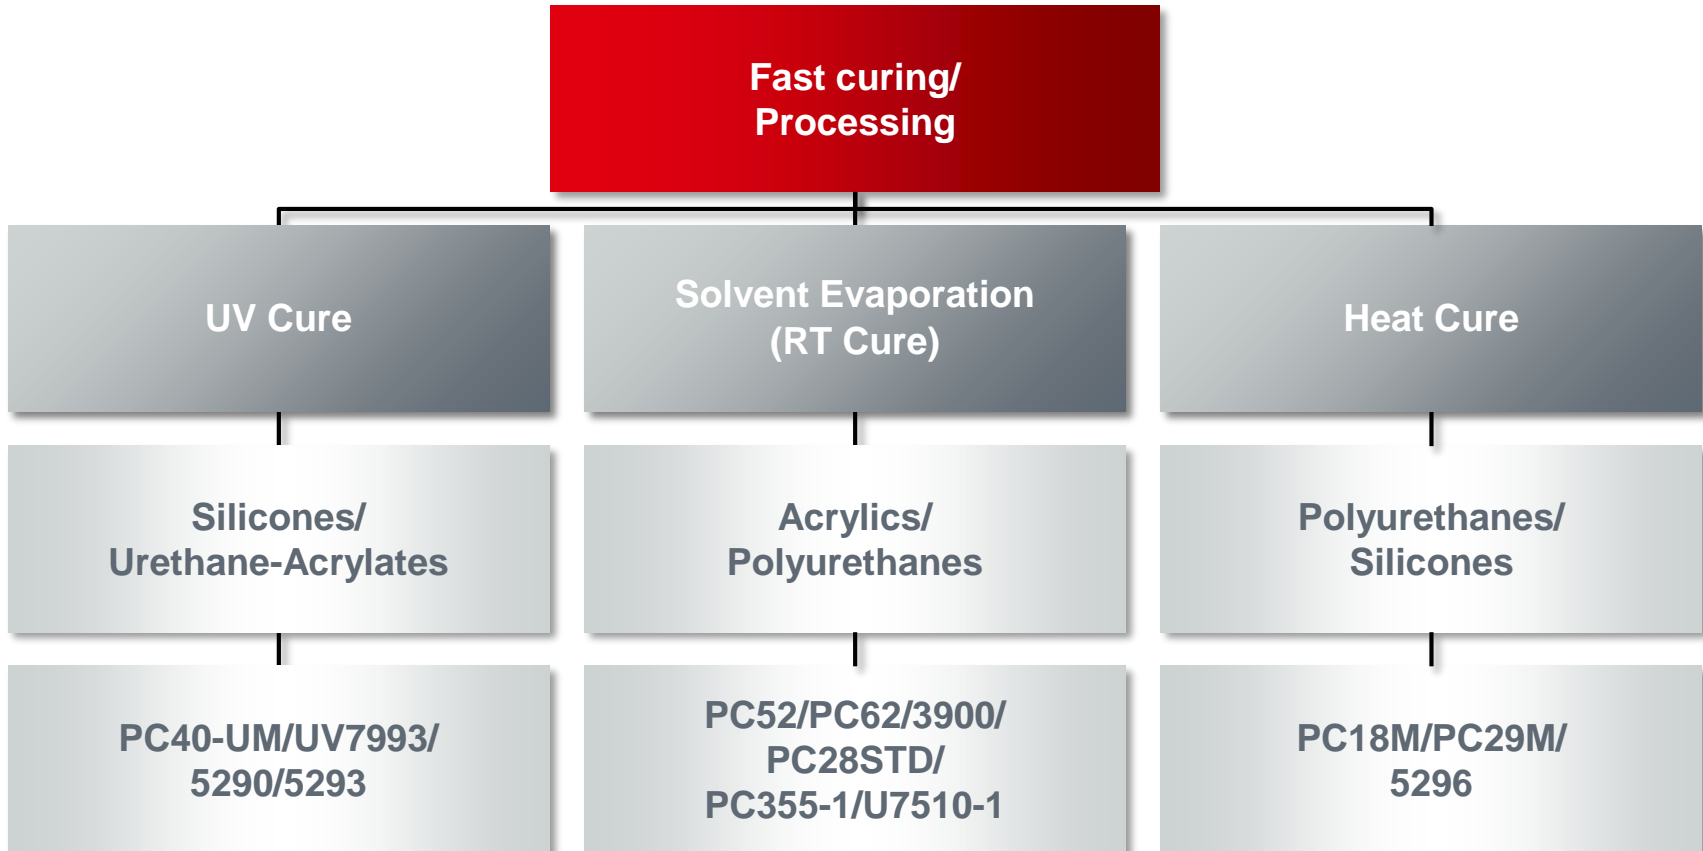 Fast curing/
Processing
UV Cure
Solvent Evaporation
(RT Cure)
Heat Cure
Silicones/
Urethane-Acrylates
Acrylics/
Polyurethanes
Polyurethanes/
Silicones
PC40-UM/UV7993/
5290/5293
PC52/PC62/3900/
PC28STD/
PC355-1/U7510-1
PC18M/PC29M/
5296